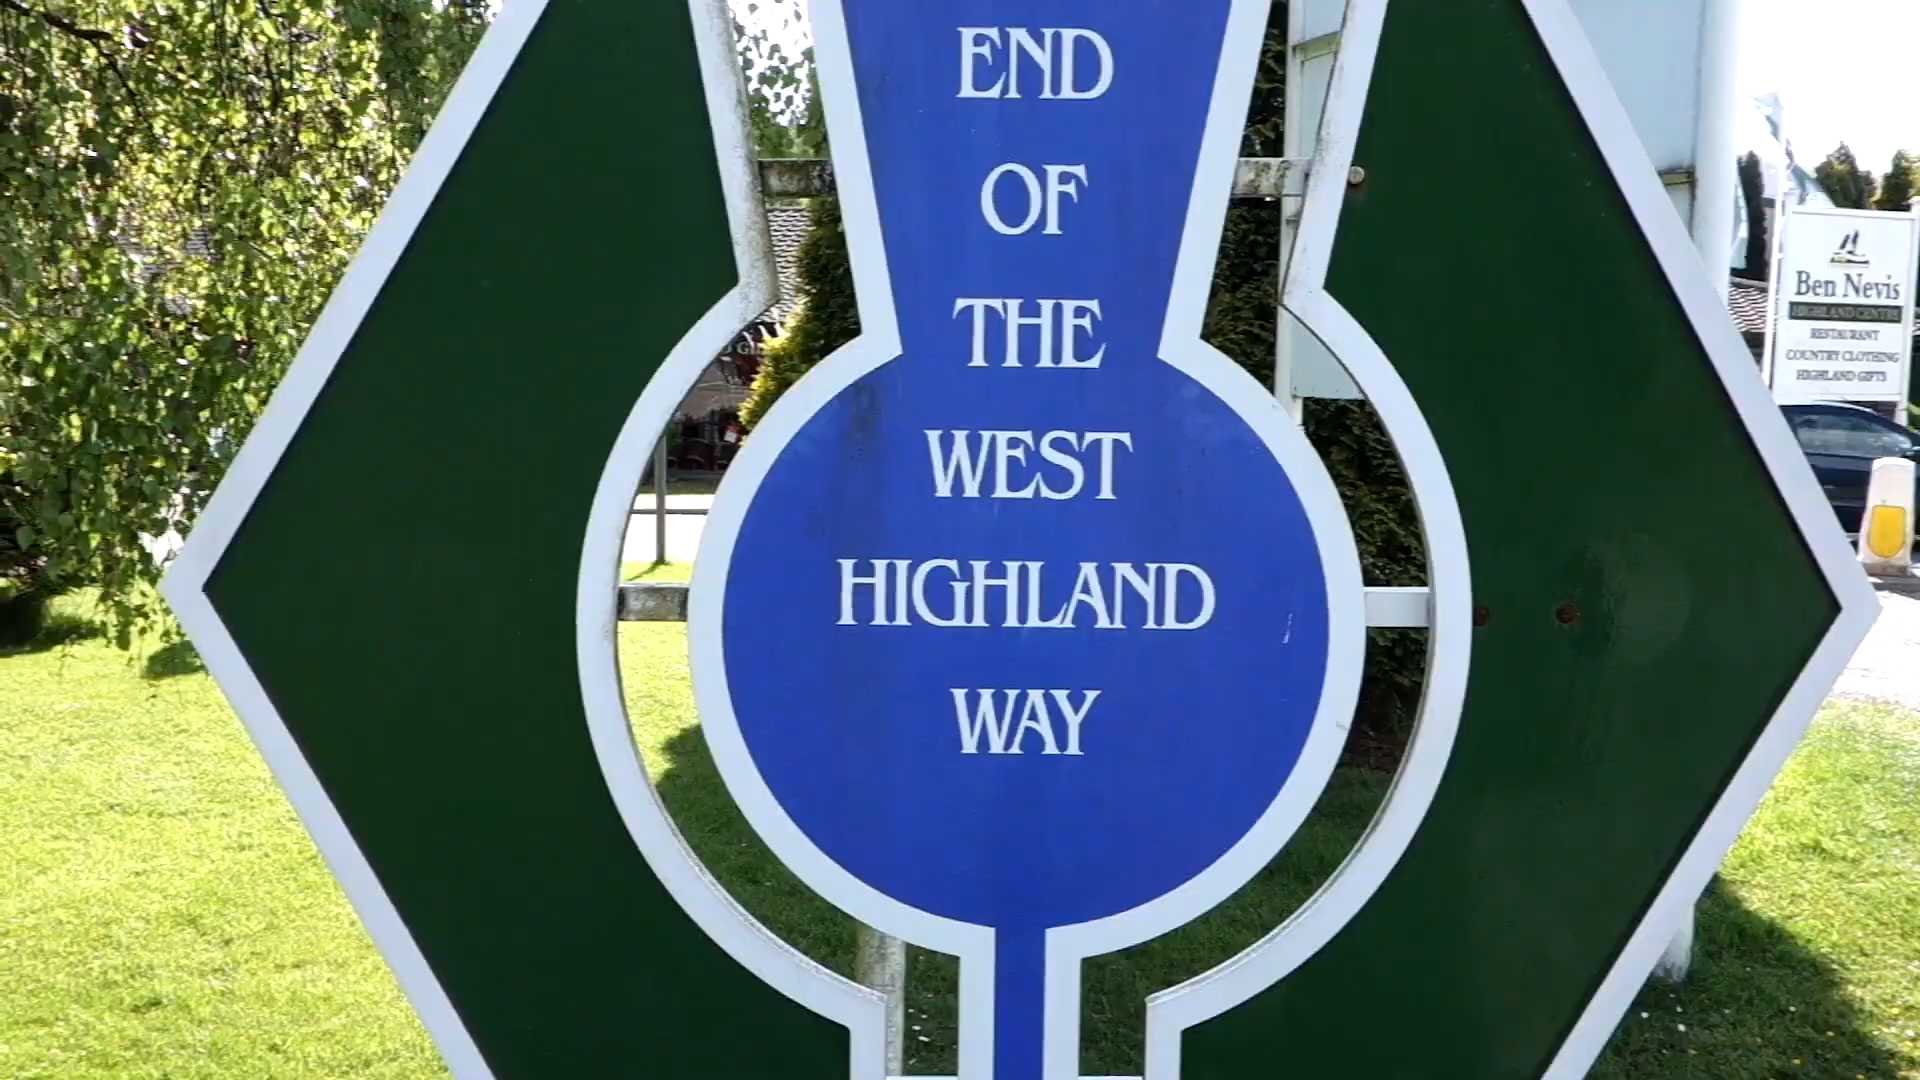 END
OF
THE
WEST
HIGHLAND
WAY
Ben Nevis
HIGHLAND CENTRE
RESTAURANT
COUNTRY CLOTHING
HIGHLAND GIFTS